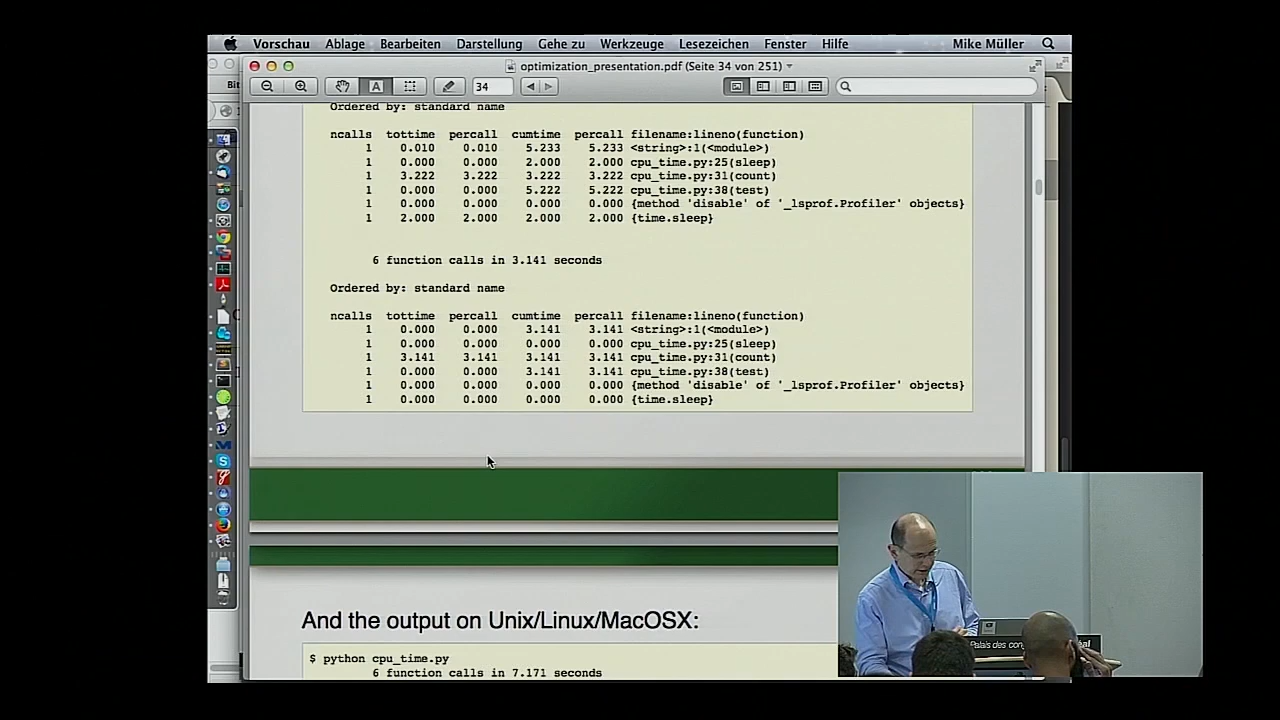 Vorschau Ablage Bearbeiten Darstellung Gehe zu Werkzeuge Lesezeichen Fenster Hilfe Mike Müller
optimization_presentation.pdf (Seite 34 von 251)
Bit
34
Ordered by: standard name
ncalls tottime percall cumtime percall filename:lineno(function)
1 0.010 0.010 5.233 5.233 <string>:1(<module>)
1 0.000 0.000 2.000 2.000 cpu_time.py:25(sleep)
1 3.222 3.222 3.222 3.222 cpu_time.py:31(count)
1 0.000 0.000 5.222 5.222 cpu_time.py:38(test)
1 0.000 0.000 0.000 0.000 {method 'disable' of '_lsprof.Profiler' objects}
1 2.000 2.000 2.000 2.000 {time.sleep}
6 function calls in 3.141 seconds
Ordered by: standard name
ncalls tottime percall cumtime percall filename:lineno(function)
1 0.000 0.000 3.141 3.141 <string>:1(<module>)
1 0.000 0.000 0.000 0.000 cpu_time.py:25(sleep)
1 3.141 3.141 3.141 3.141 cpu_time.py:31(count)
1 0.000 0.000 3.141 3.141 cpu_time.py:38(test)
1 0.000 0.000 0.000 0.000 {method 'disable' of '_lsprof.Profiler' objects}
1 0.000 0.000 0.000 0.000 {time.sleep}
And the output on Unix/Linux/MacOSX:
$ python cpu_time.py
6 function calls in 7.171 seconds
Palais des con